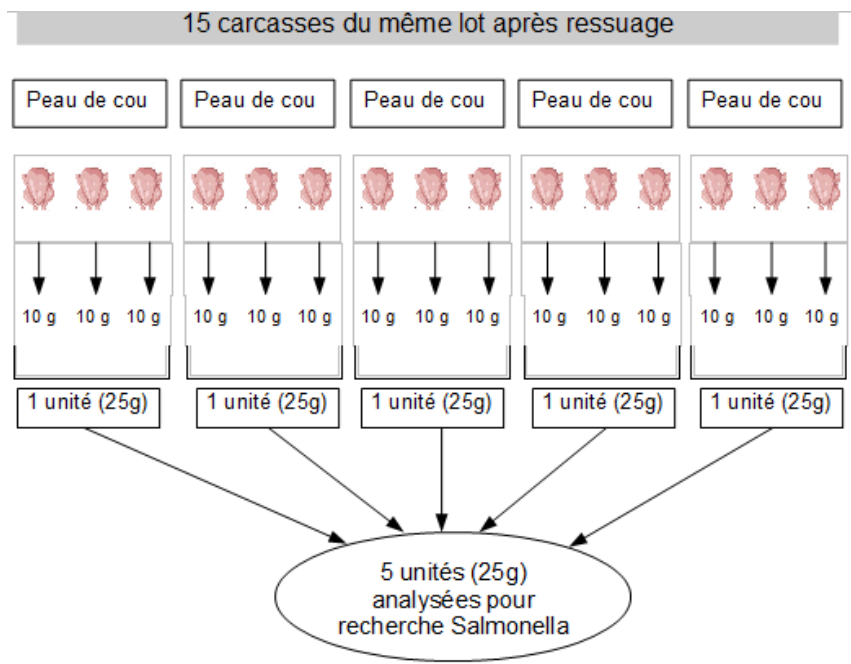 15 carcasses du même lot après ressuage
Peau de cou Peau de cou Peau de cou Peau de cou Peau de cou
10 g 10 g 10 g 10 g 10 g 10 g 10 g 10 g 10 g 10 g 10 g 10 g 10 g 10 g 10 g
1 unité (25g) 1 unité (25g) 1 unité (25g) 1 unité (25g) 1 unité (25g)
5 unités (25g)
analysées pour
recherche Salmonella